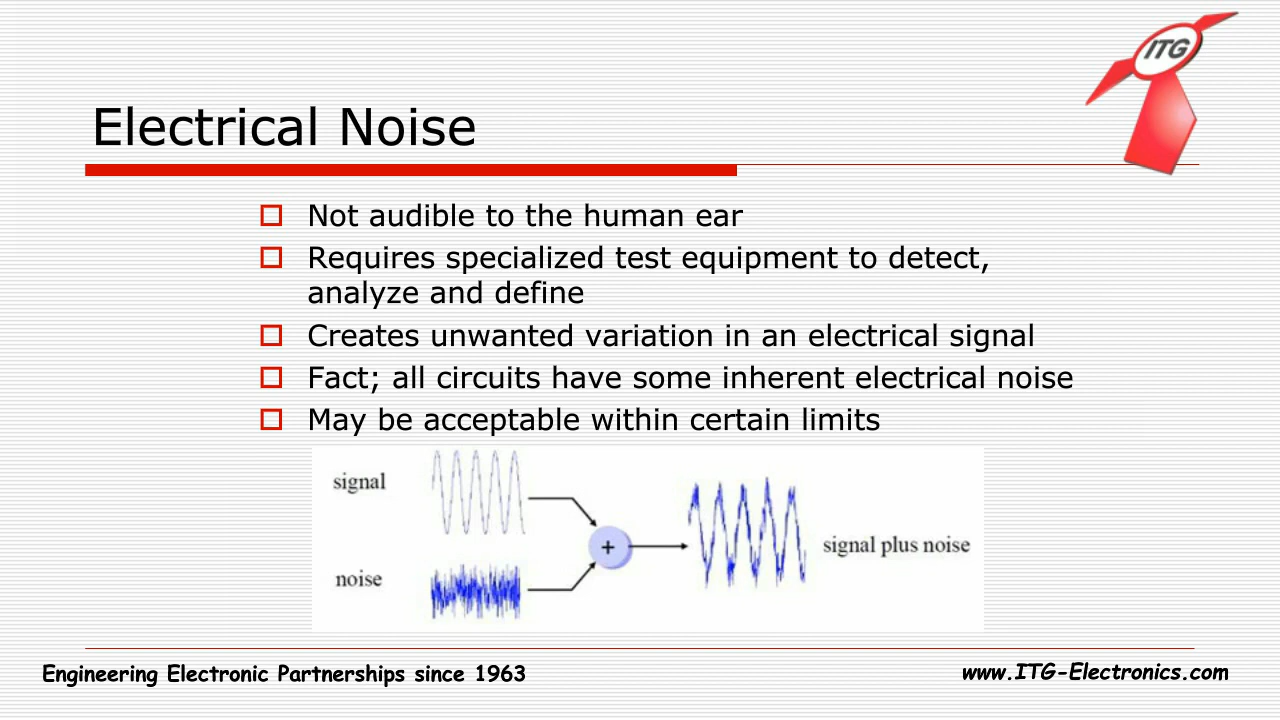 ITG
Electrical Noise
Not audible to the human ear
Requires specialized test equipment to detect,
analyze and define
Creates unwanted variation in an electrical signal
Fact; all circuits have some inherent electrical noise
May be acceptable within certain limits
signal
+
signal plus noise
noise
Engineering Electronic Partnerships since 1963
www.ITG-Electronics.com